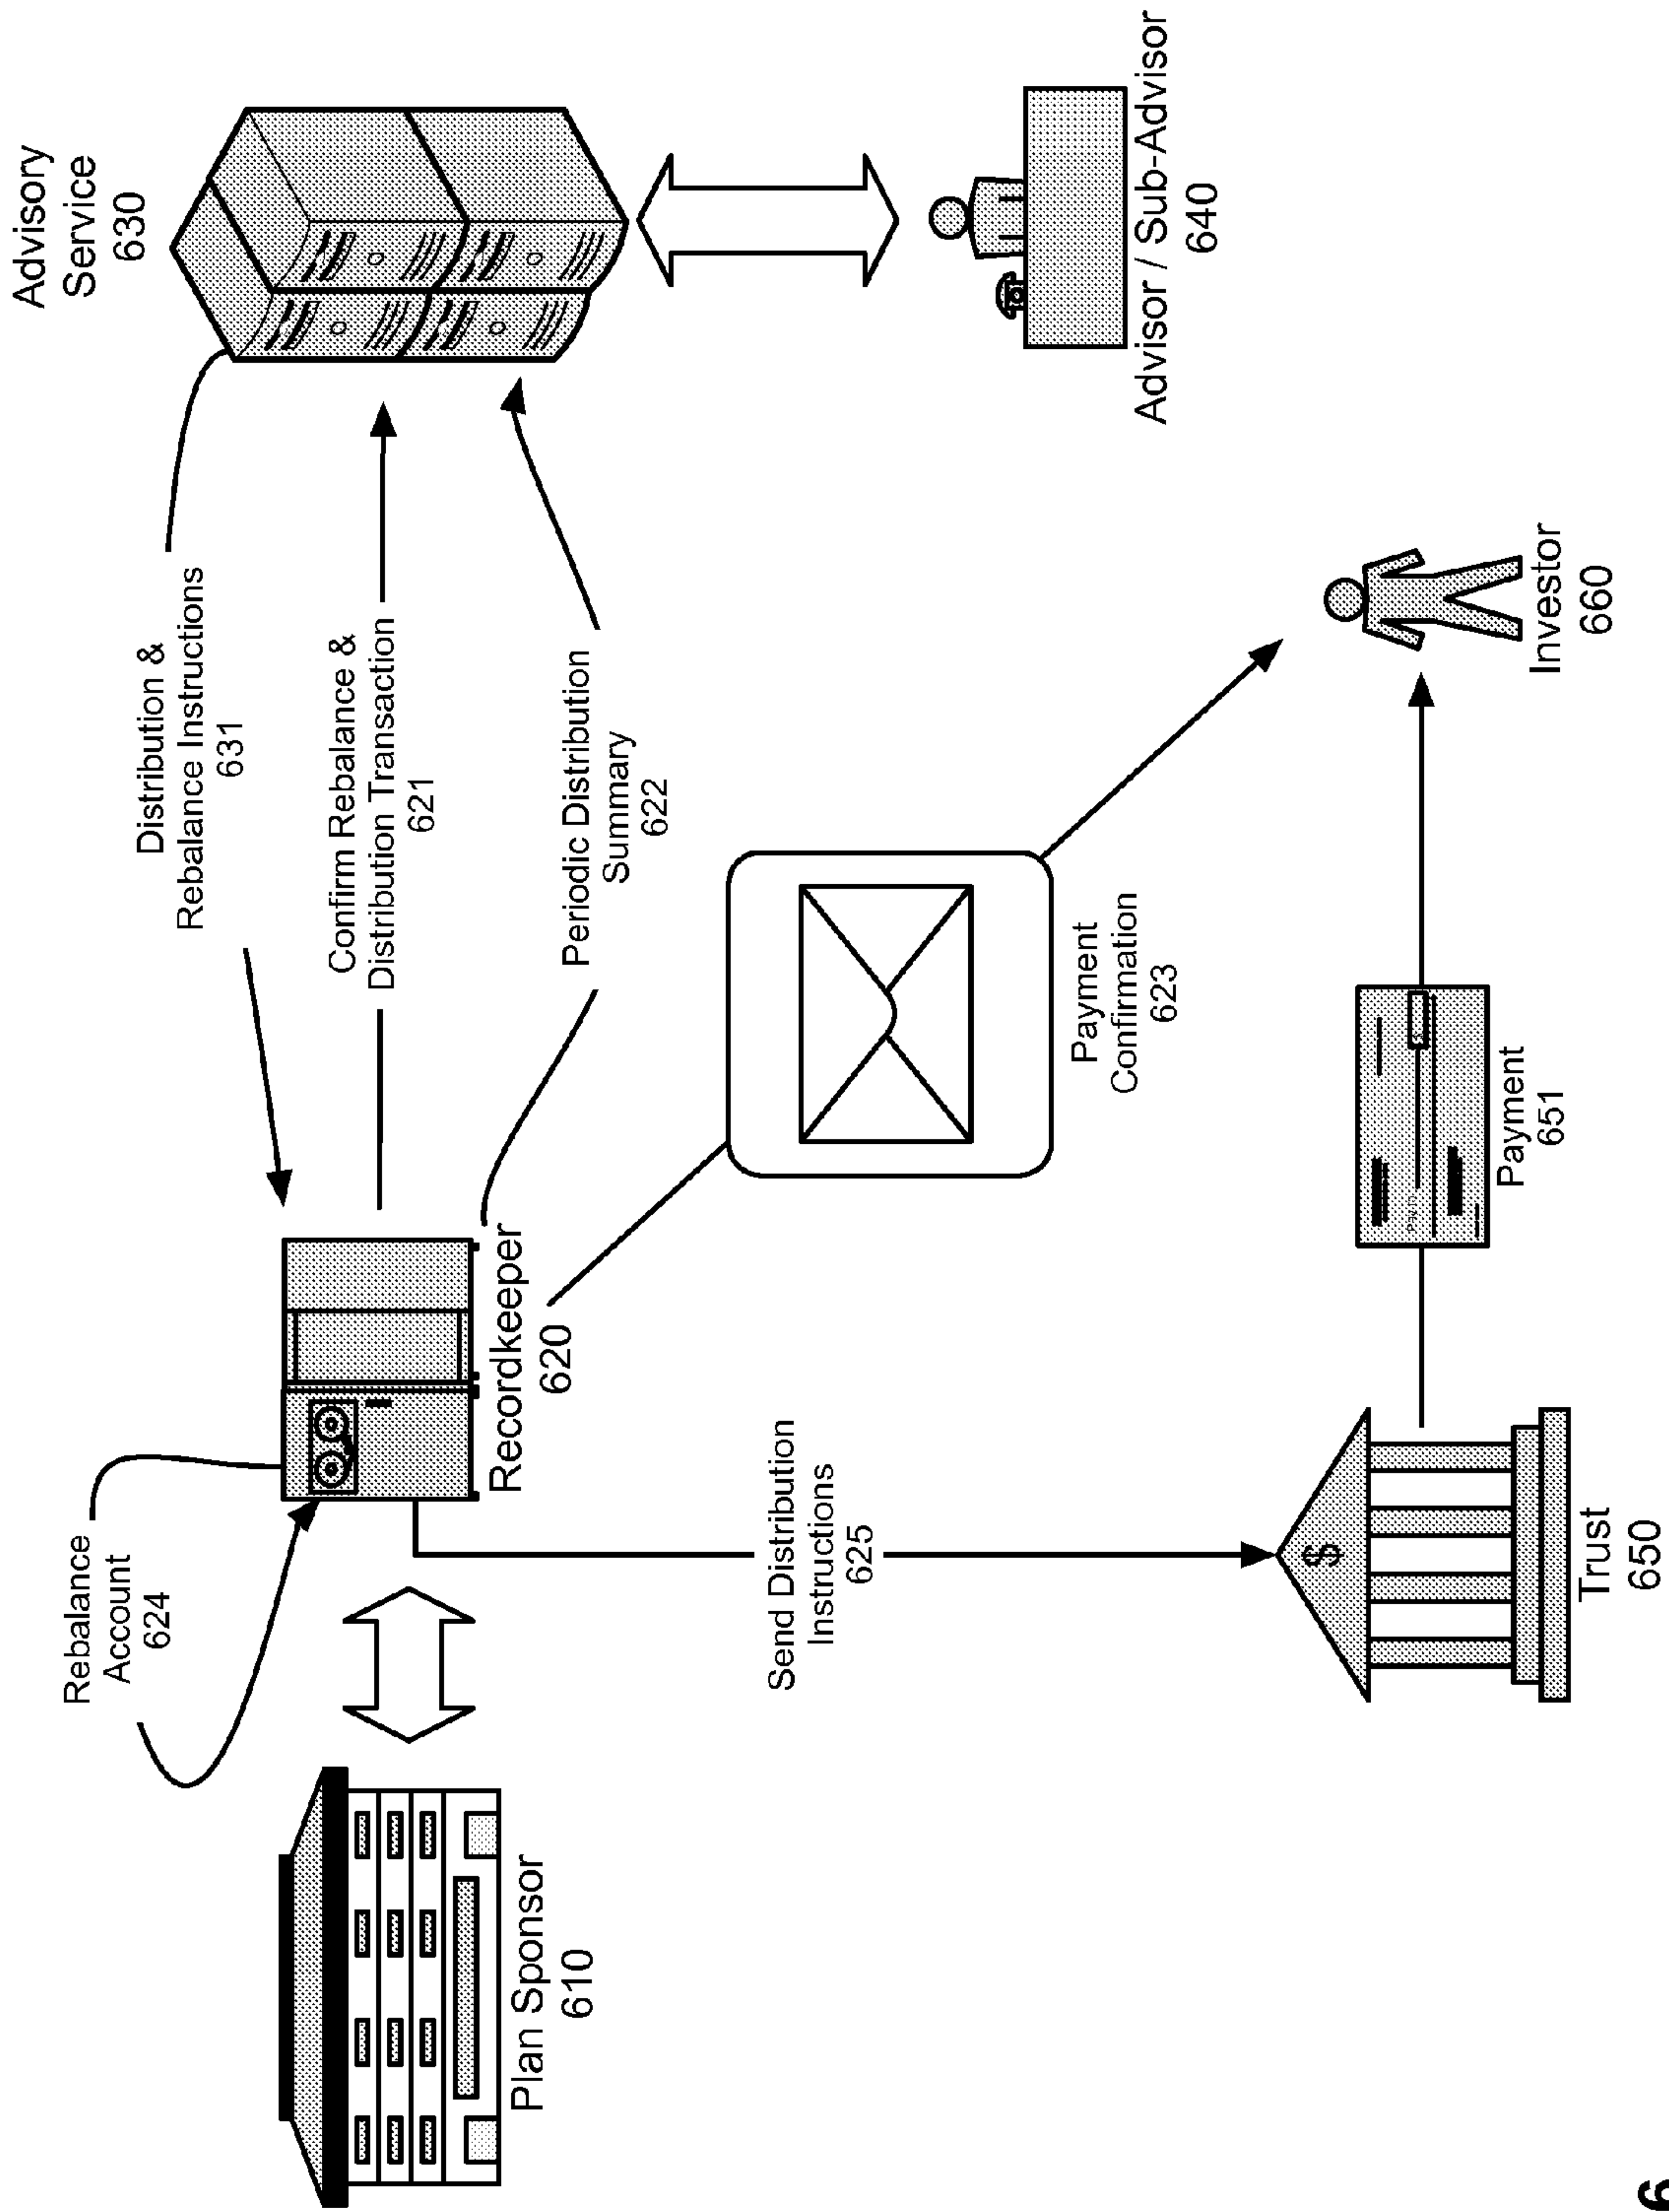 Rebalance
Account
624
Distribution &
Rebalance Instructions
631
Advisory
Service
630
Confirm Rebalance &
Distribution Transaction
621
Periodic Distribution
Summary
622
Plan Sponsor
610
Recordkeeper
620
Advisor / Sub-Advisor
640
Send Distribution
Instructions
625
Payment
Confirmation
623
$
Trust
650
Payment
651
Investor
660
6